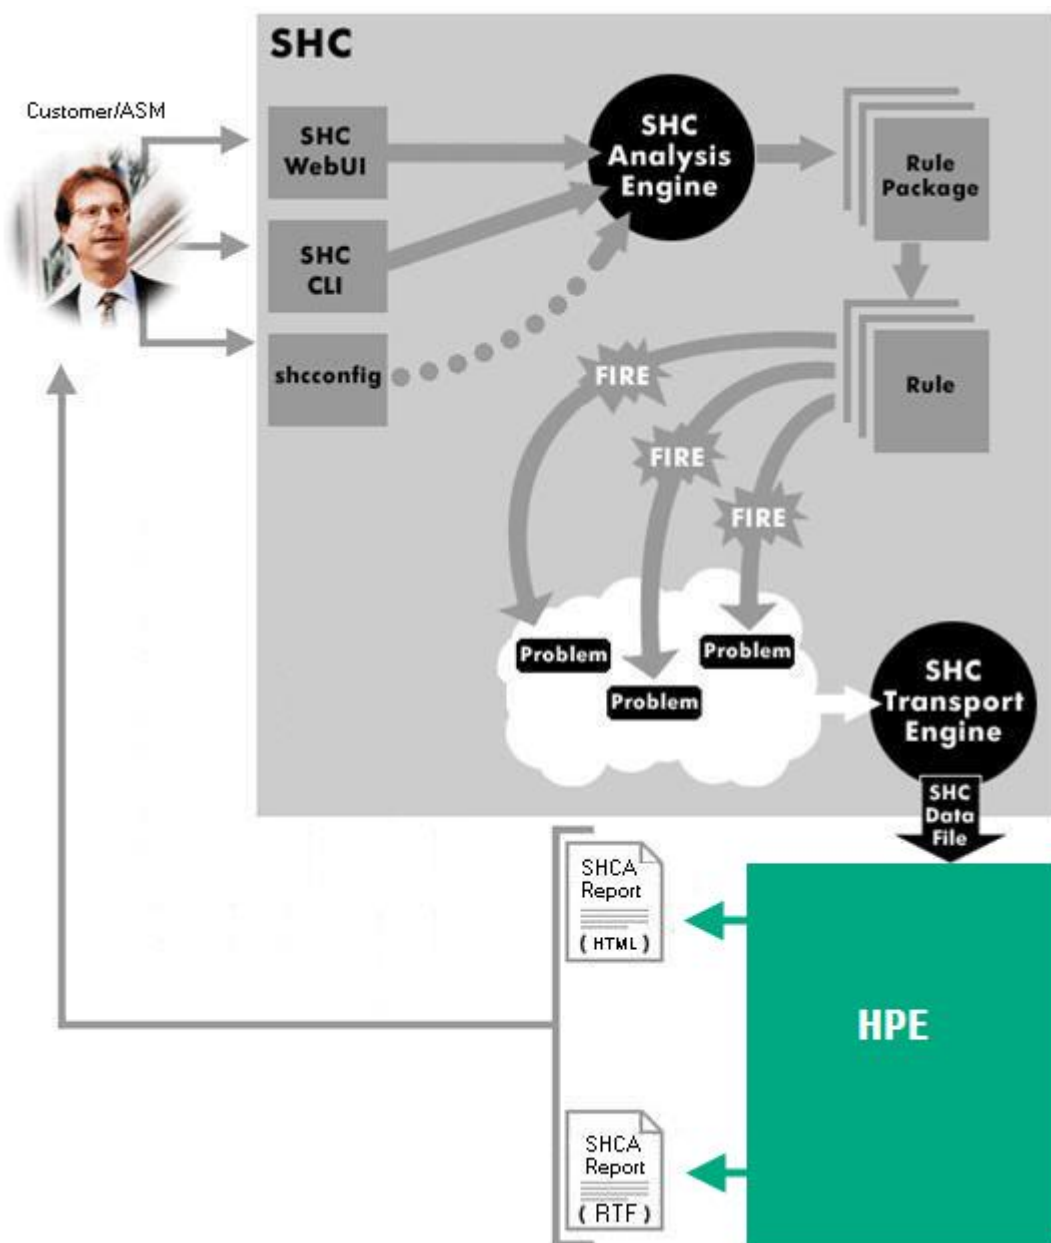 SHC
Customer/ASM
SHC
WebUI
SHC
Analysis
Engine
Rule
Package
SHC
CLI
shcconfig
FIRE
Rule
FIRE
FIRE
Problem
Problem
Problem
SHC
Transport
Engine
SHC
Data
File
SHCA
Report
( HTML )
HPE
SHCA
Report
( RTF )